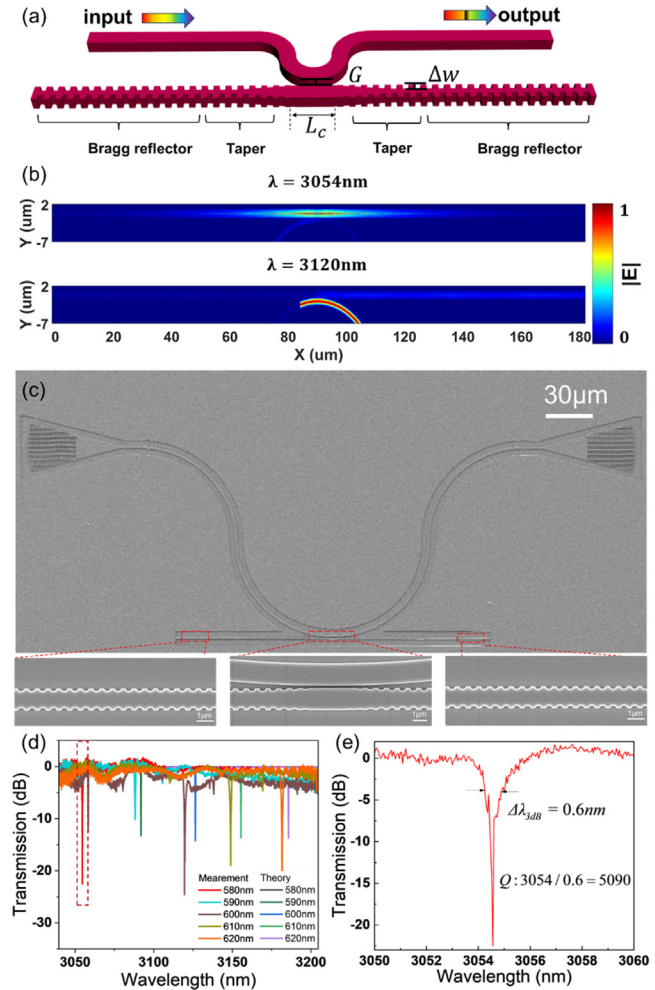 (a)
input
output
G
Δw
L_c
Bragg reflector
Taper
Taper
Bragg reflector
(b)
λ = 3054nm
Y (um)
2
-7
λ = 3120nm
Y (um)
2
-7
0
20
40
60
80
100
120
140
160
180
X (um)
1
|E|
0
(c)
30μm
1μm
1μm
1μm
(d)
Transmission (dB)
0
-10
-20
-30
Mearement
Theory
580nm
580nm
590nm
590nm
600nm
600nm
610nm
610nm
620nm
620nm
3050
3100
3150
3200
Wavelength (nm)
(e)
Transmission (dB)
0
-5
-10
-15
-20
Δλ3dB = 0.6nm
Q : 3054 / 0.6 = 5090
3050
3052
3054
3056
3058
3060
Wavelength (nm)